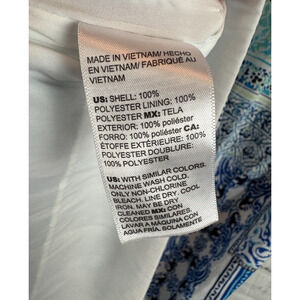 MADE IN VIETNAM/ HECHO
EN VIETNAM/ FABRIQUÉ AU
VIETNAM
US: SHELL: 100%
POLYESTER LINING: 100%
POLYESTER MX: TELA
EXTERIOR: 100% poliéster
FORRO: 100% poliéster CA:
ÉTOFFE EXTÉRIEURE: 100%
POLYESTER DOUBLURE:
100% POLYESTER
US: WITH SIMILAR COLORS.
MACHINE WASH COLD.
ONLY NON-CHLORINE
BLEACH. LINE DRY. COOL
IRON. MAY BE DRY
CLEANED MX: CON
COLORES SIMILARES.
LAVAR A MÁQUINA CON
AGUA FRÍA. SOLAMENTE